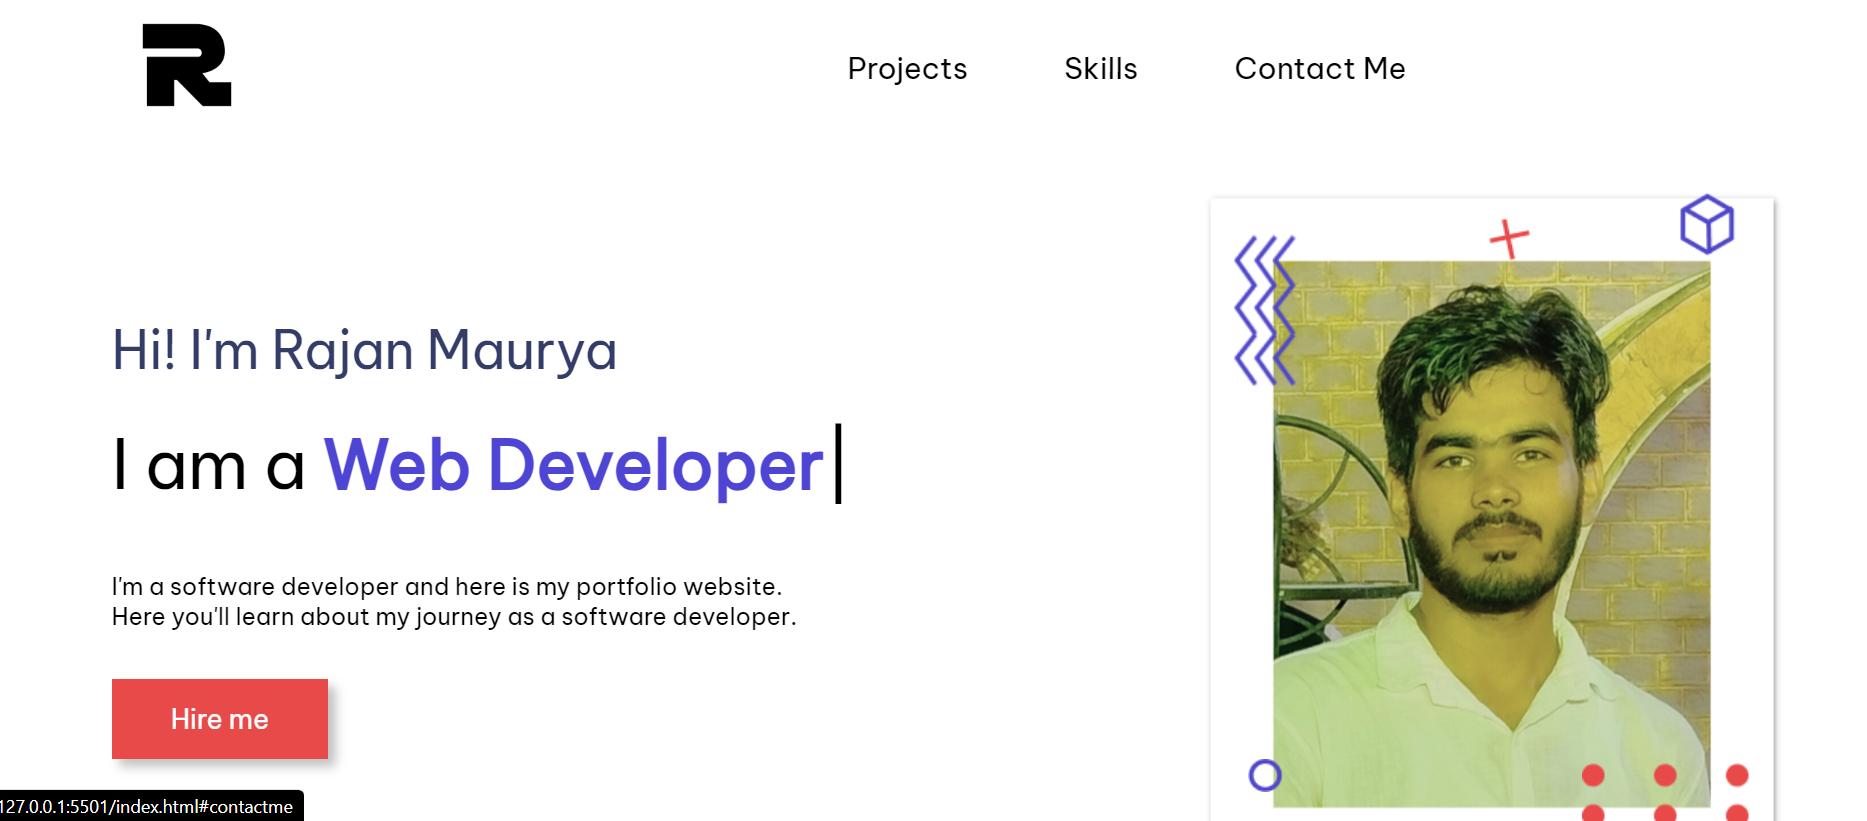 R
Projects Skills Contact Me
Hi! I'm Rajan Maurya
I am a Web Developer
I'm a software developer and here is my portfolio website.
Here you'll learn about my journey as a software developer.
Hire me
127.0.0.1:5501/index.html#contactme